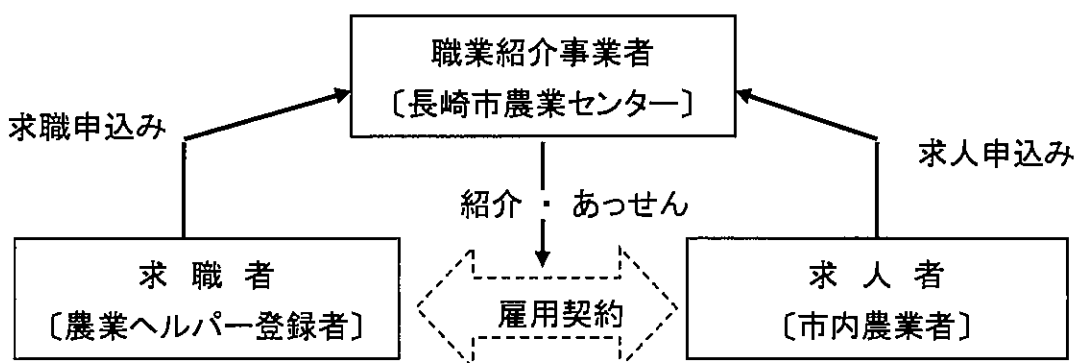 職業紹介事業者
〔長崎市農業センター〕
求職申込み
求人申込み
紹介 ・ あっせん
求 職 者
〔農業ヘルパー登録者〕
雇用契約
求 人 者
〔市内農業者〕